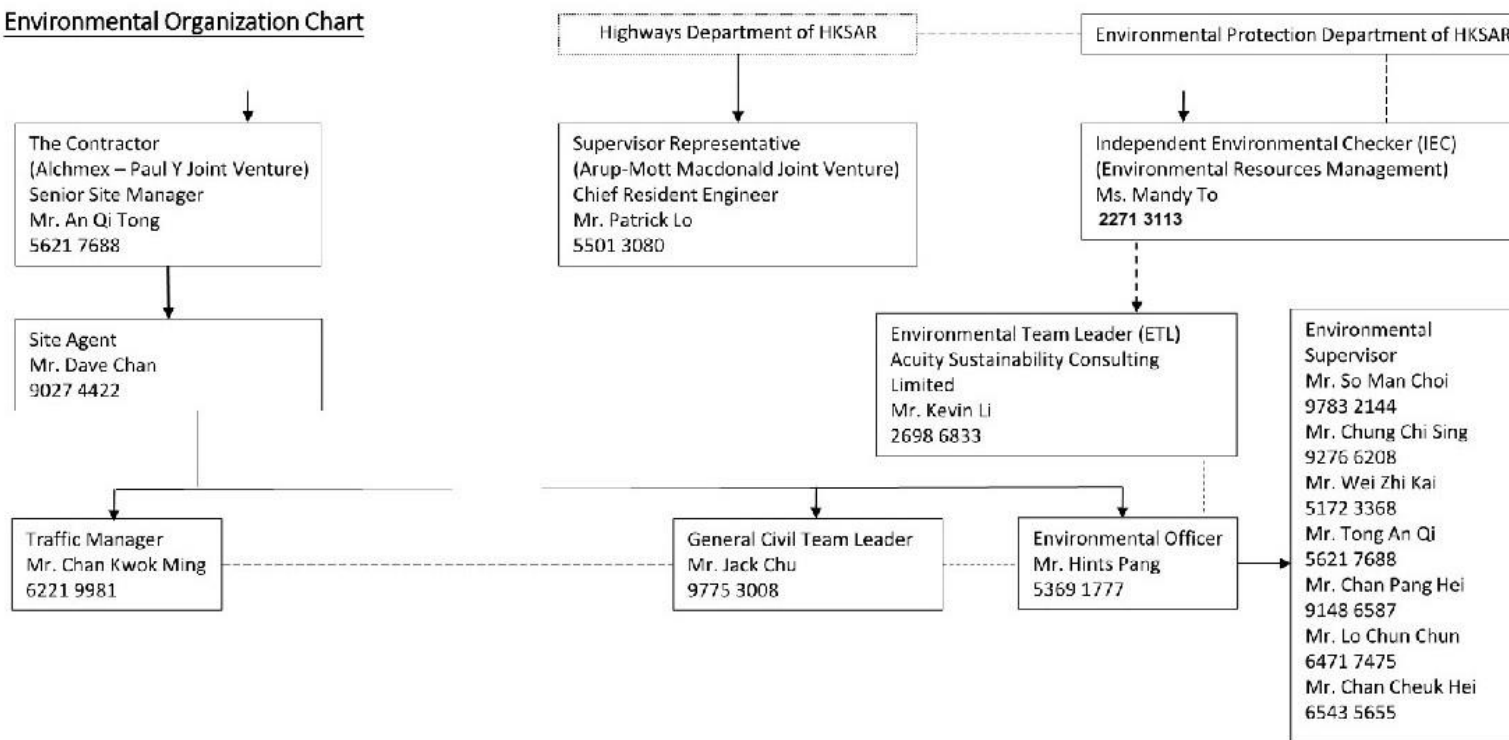 Environmental Organization Chart
Highways Department of HKSAR
Environmental Protection Department of HKSAR
The Contractor
(Alchmex – Paul Y Joint Venture)
Senior Site Manager
Mr. An Qi Tong
5621 7688
Supervisor Representative
(Arup-Mott Macdonald Joint Venture)
Chief Resident Engineer
Mr. Patrick Lo
5501 3080
Independent Environmental Checker (IEC)
(Environmental Resources Management)
Ms. Mandy To
2271 3113
Site Agent
Mr. Dave Chan
9027 4422
Environmental Team Leader (ETL)
Acuity Sustainability Consulting
Limited
Mr. Kevin Li
2698 6833
Environmental
Supervisor
Mr. So Man Choi
9783 2144
Mr. Chung Chi Sing
9276 6208
Mr. Wei Zhi Kai
5172 3368
Mr. Tong An Qi
5621 7688
Mr. Chan Pang Hei
9148 6587
Mr. Lo Chun Chun
6471 7475
Mr. Chan Cheuk Hei
6543 5655
Traffic Manager
Mr. Chan Kwok Ming
6221 9981
General Civil Team Leader
Mr. Jack Chu
9775 3008
Environmental Officer
Mr. Hints Pang
5369 1777